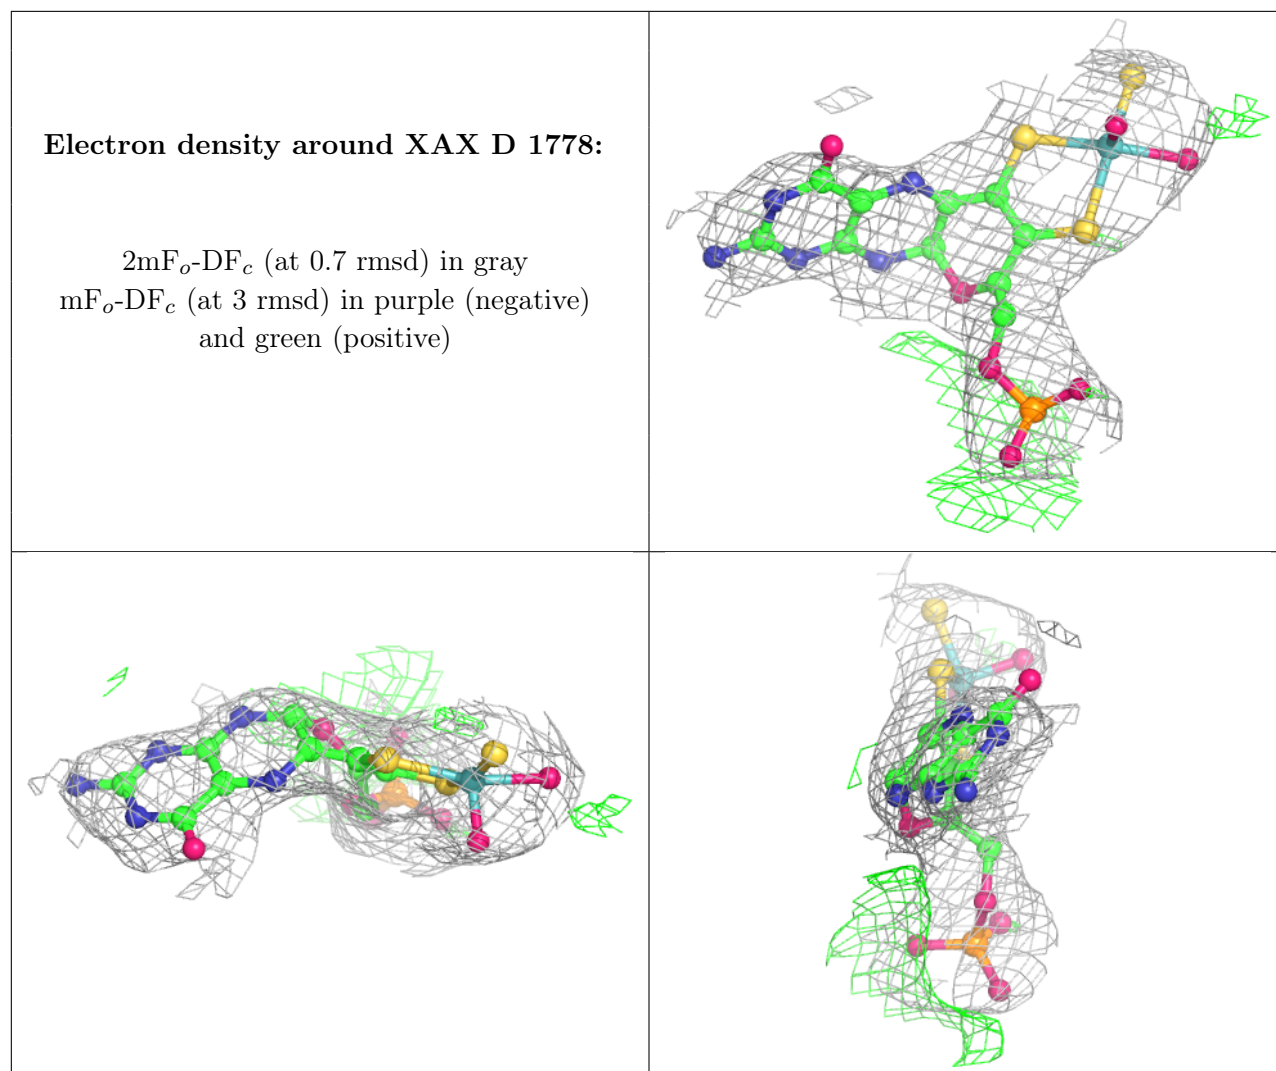 Electron density around XAX D 1778:
2mFo-DFc (at 0.7 rmsd) in gray
mFo-DFc (at 3 rmsd) in purple (negative)
and green (positive)